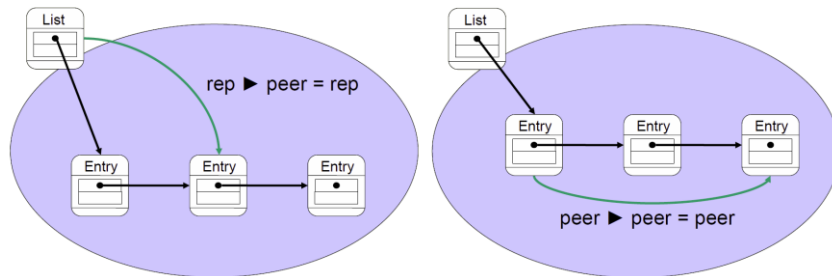 List
rep ► peer = rep
Entry
Entry
Entry
List
Entry
Entry
Entry
peer ► peer = peer